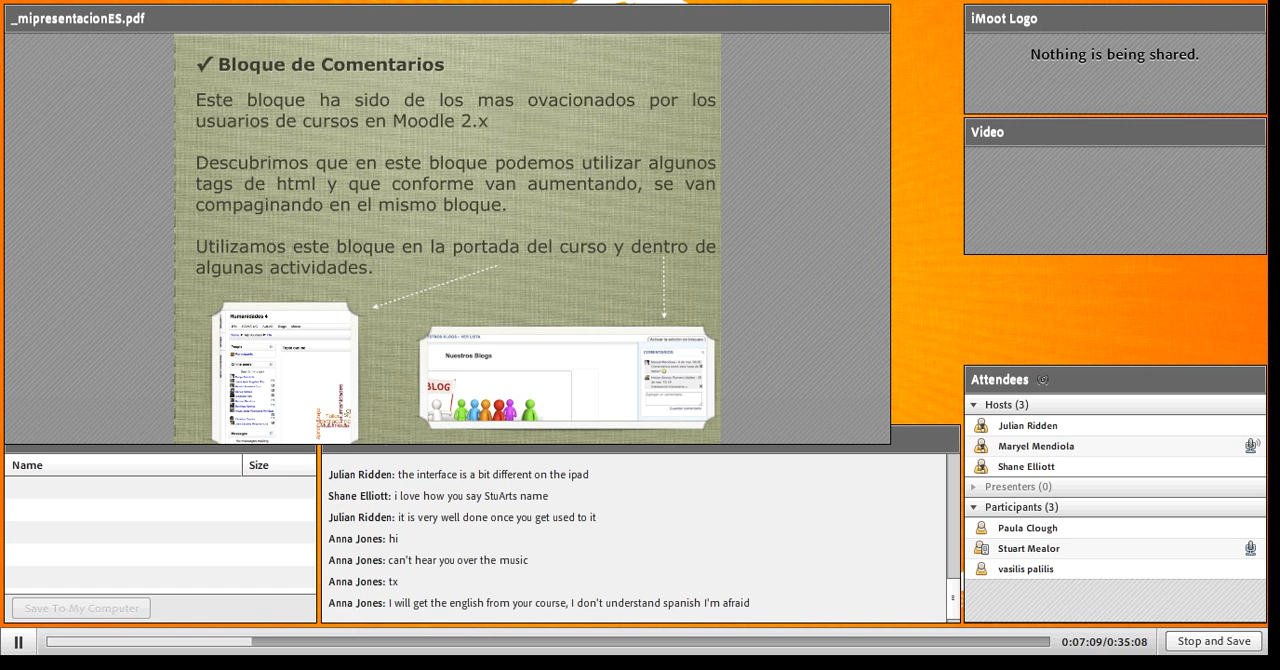 _mipresentacionES.pdf
✓ Bloque de Comentarios
Este bloque ha sido de los mas ovacionados por los
usuarios de cursos en Moodle 2.x
Descubrimos que en este bloque podemos utilizar algunos
tags de html y que conforme van aumentando, se van
compaginando en el mismo bloque.
Utilizamos este bloque en la portada del curso y dentro de
algunas actividades.
Humanidades 4
Nuestros Blogs
BLOG
COMENTARIOS
Name
Size
Save To My Computer
Julian Ridden: the interface is a bit different on the ipad
Shane Elliott: i love how you say StuArts name
Julian Ridden: it is very well done once you get used to it
Anna Jones: hi
Anna Jones: can't hear you over the music
Anna Jones: tx
Anna Jones: I will get the english from your course, I don't understand spanish I'm afraid
iMoot Logo
Nothing is being shared.
Video
Attendees
Hosts (3)
Julian Ridden
Maryel Mendiola
Shane Elliott
Presenters (0)
Participants (3)
Paula Clough
Stuart Mealor
vasilis palilis
0:07:09/0:35:08
Stop and Save